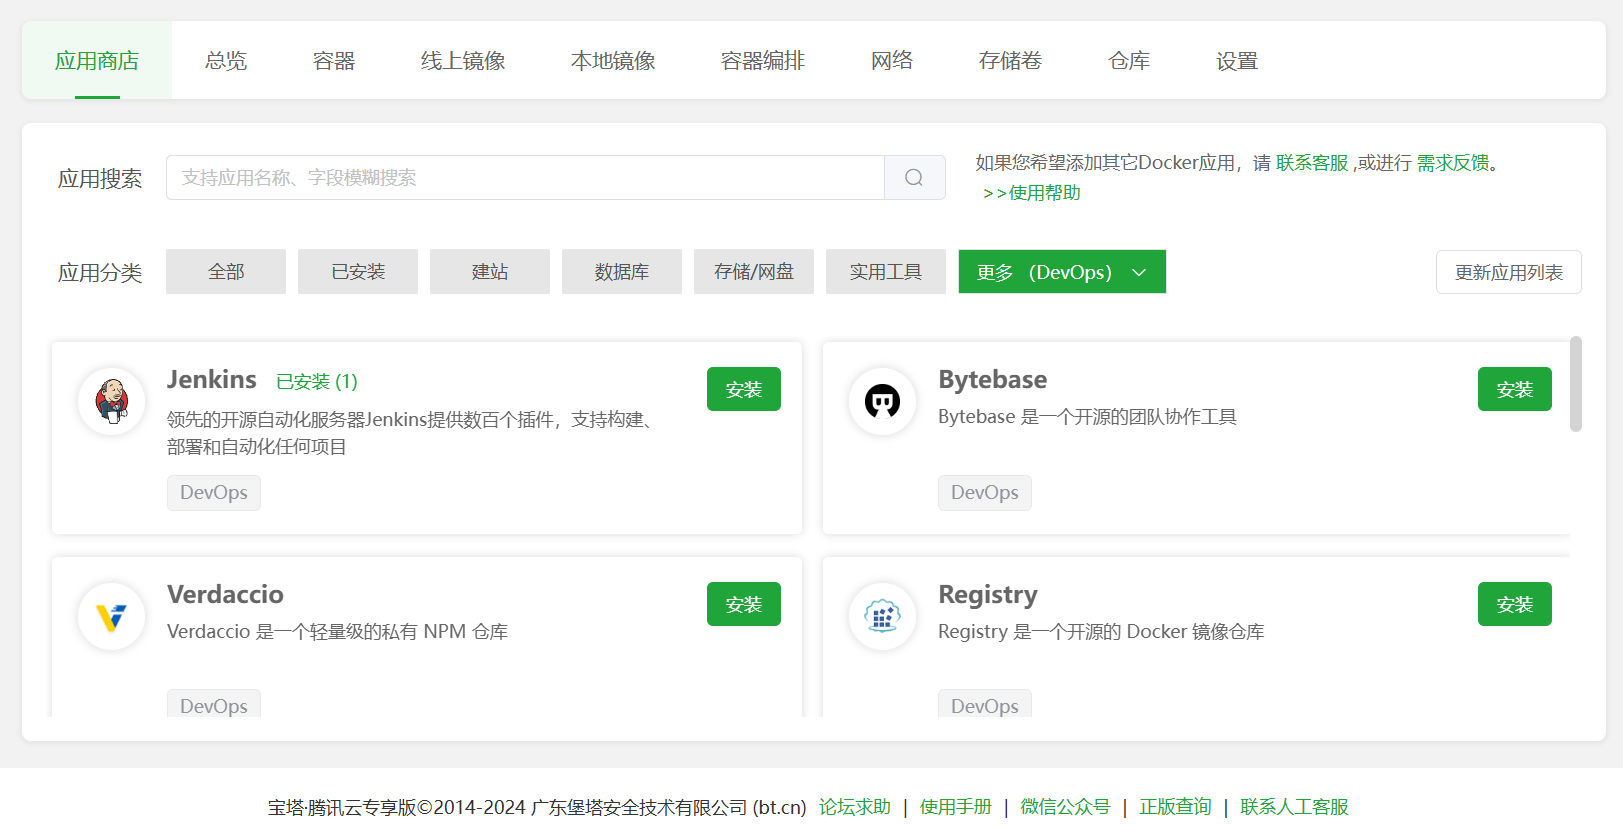 应用商店 总览 容器 线上镜像 本地镜像 容器编排 网络 存储卷 仓库 设置
应用搜索 支持应用名称、字段模糊搜索
如果您希望添加其它Docker应用，请 联系客服 ,或进行 需求反馈。
>>使用帮助
应用分类 全部 已安装 建站 数据库 存储/网盘 实用工具 更多 （DevOps） 更新应用列表
Jenkins 已安装 (1) 安装
领先的开源自动化服务器Jenkins提供数百个插件，支持构建、
部署和自动化任何项目
DevOps
Bytebase 安装
Bytebase 是一个开源的团队协作工具
DevOps
Verdaccio 安装
Verdaccio 是一个轻量级的私有 NPM 仓库
DevOps
Registry 安装
Registry 是一个开源的 Docker 镜像仓库
DevOps
宝塔·腾讯云专享版©2014-2024 广东堡塔安全技术有限公司 (bt.cn) 论坛求助 | 使用手册 | 微信公众号 | 正版查询 | 联系人工客服